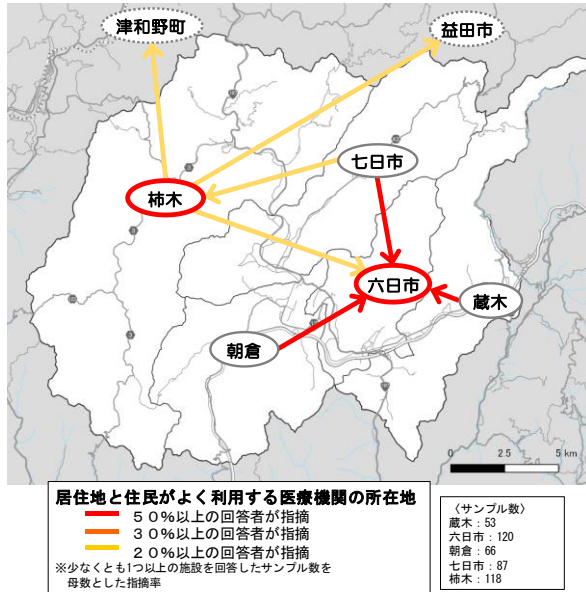 津和野町
益田市
七日市
柿木
六日市
蔵木
朝倉
0 2.5 5 km
居住地と住民がよく利用する医療機関の所在地
５０％以上の回答者が指摘
３０％以上の回答者が指摘
２０％以上の回答者が指摘
※少なくとも1つ以上の施設を回答したサンプル数を
母数とした指摘率
〈サンプル数〉
蔵木：53
六日市：120
朝倉：66
七日市：87
柿木：118